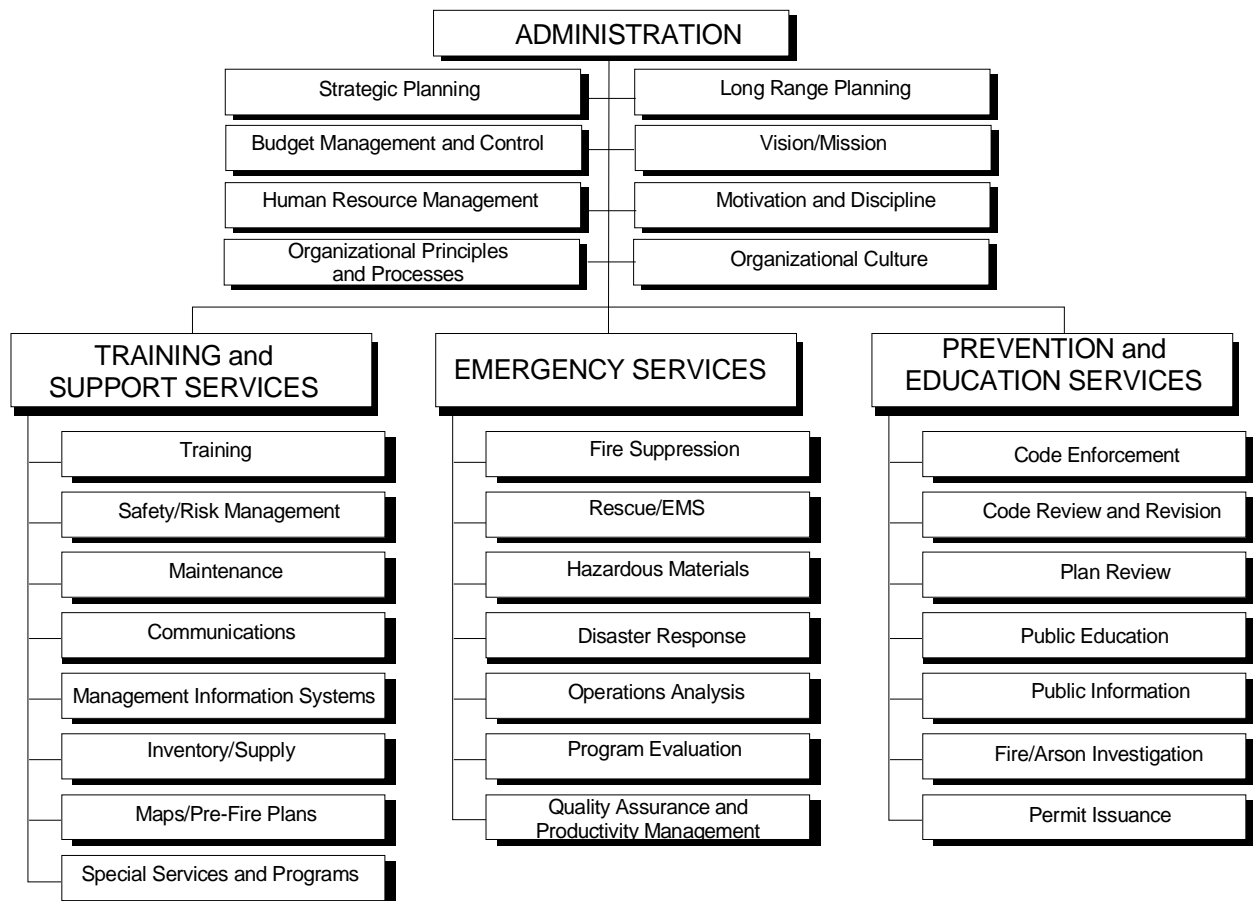 ADMINISTRATION
Strategic Planning
Long Range Planning
Budget Management and Control
Vision/Mission
Human Resource Management
Motivation and Discipline
Organizational Principles
and Processes
Organizational Culture
TRAINING and
SUPPORT SERVICES
Training
Safety/Risk Management
Maintenance
Communications
Management Information Systems
Inventory/Supply
Maps/Pre-Fire Plans
Special Services and Programs
EMERGENCY SERVICES
Fire Suppression
Rescue/EMS
Hazardous Materials
Disaster Response
Operations Analysis
Program Evaluation
Quality Assurance and
Productivity Management
PREVENTION and
EDUCATION SERVICES
Code Enforcement
Code Review and Revision
Plan Review
Public Education
Public Information
Fire/Arson Investigation
Permit Issuance